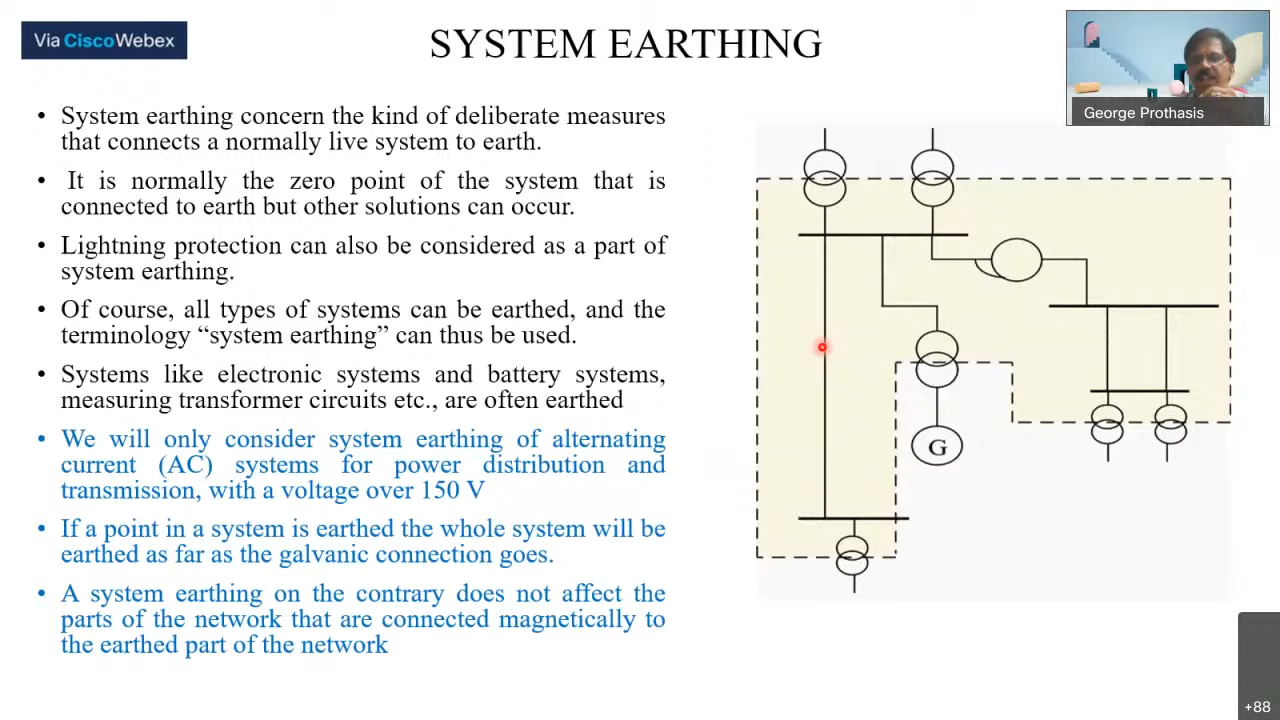 Via CiscoWebex
SYSTEM EARTHING
George Prothasis
• System earthing concern the kind of deliberate measures
that connects a normally live system to earth.
• It is normally the zero point of the system that is
connected to earth but other solutions can occur.
• Lightning protection can also be considered as a part of
system earthing.
• Of course, all types of systems can be earthed, and the
terminology “system earthing” can thus be used.
• Systems like electronic systems and battery systems,
measuring transformer circuits etc., are often earthed
• We will only consider system earthing of alternating
current (AC) systems for power distribution and
transmission, with a voltage over 150 V
• If a point in a system is earthed the whole system will be
earthed as far as the galvanic connection goes.
• A system earthing on the contrary does not affect the
parts of the network that are connected magnetically to
the earthed part of the network
G
+88